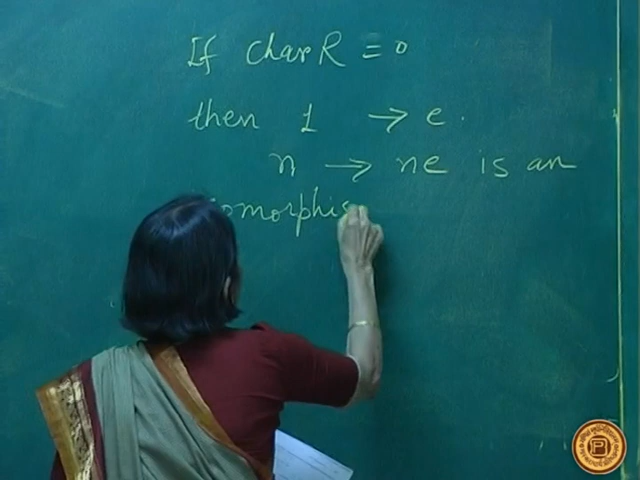 If char R = 0
then 1 → e.
n → ne is an
omorphis